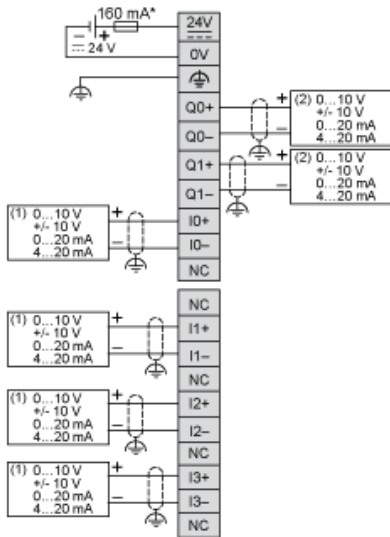 160 mA*
24 V
24V
0V
Q0+
Q0–
Q1+
Q1–
I0+
I0–
NC
+ (2) 0...10 V
+/- 10 V
– 0...20 mA
4...20 mA
+ (2) 0...10 V
+/- 10 V
– 0...20 mA
4...20 mA
(1) 0...10 V +
+/- 10 V
0...20 mA –
4...20 mA
NC
I1+
I1–
NC
I2+
I2–
NC
I3+
I3–
NC
(1) 0...10 V +
+/- 10 V
0...20 mA –
4...20 mA
(1) 0...10 V +
+/- 10 V
0...20 mA –
4...20 mA
(1) 0...10 V +
+/- 10 V
0...20 mA –
4...20 mA